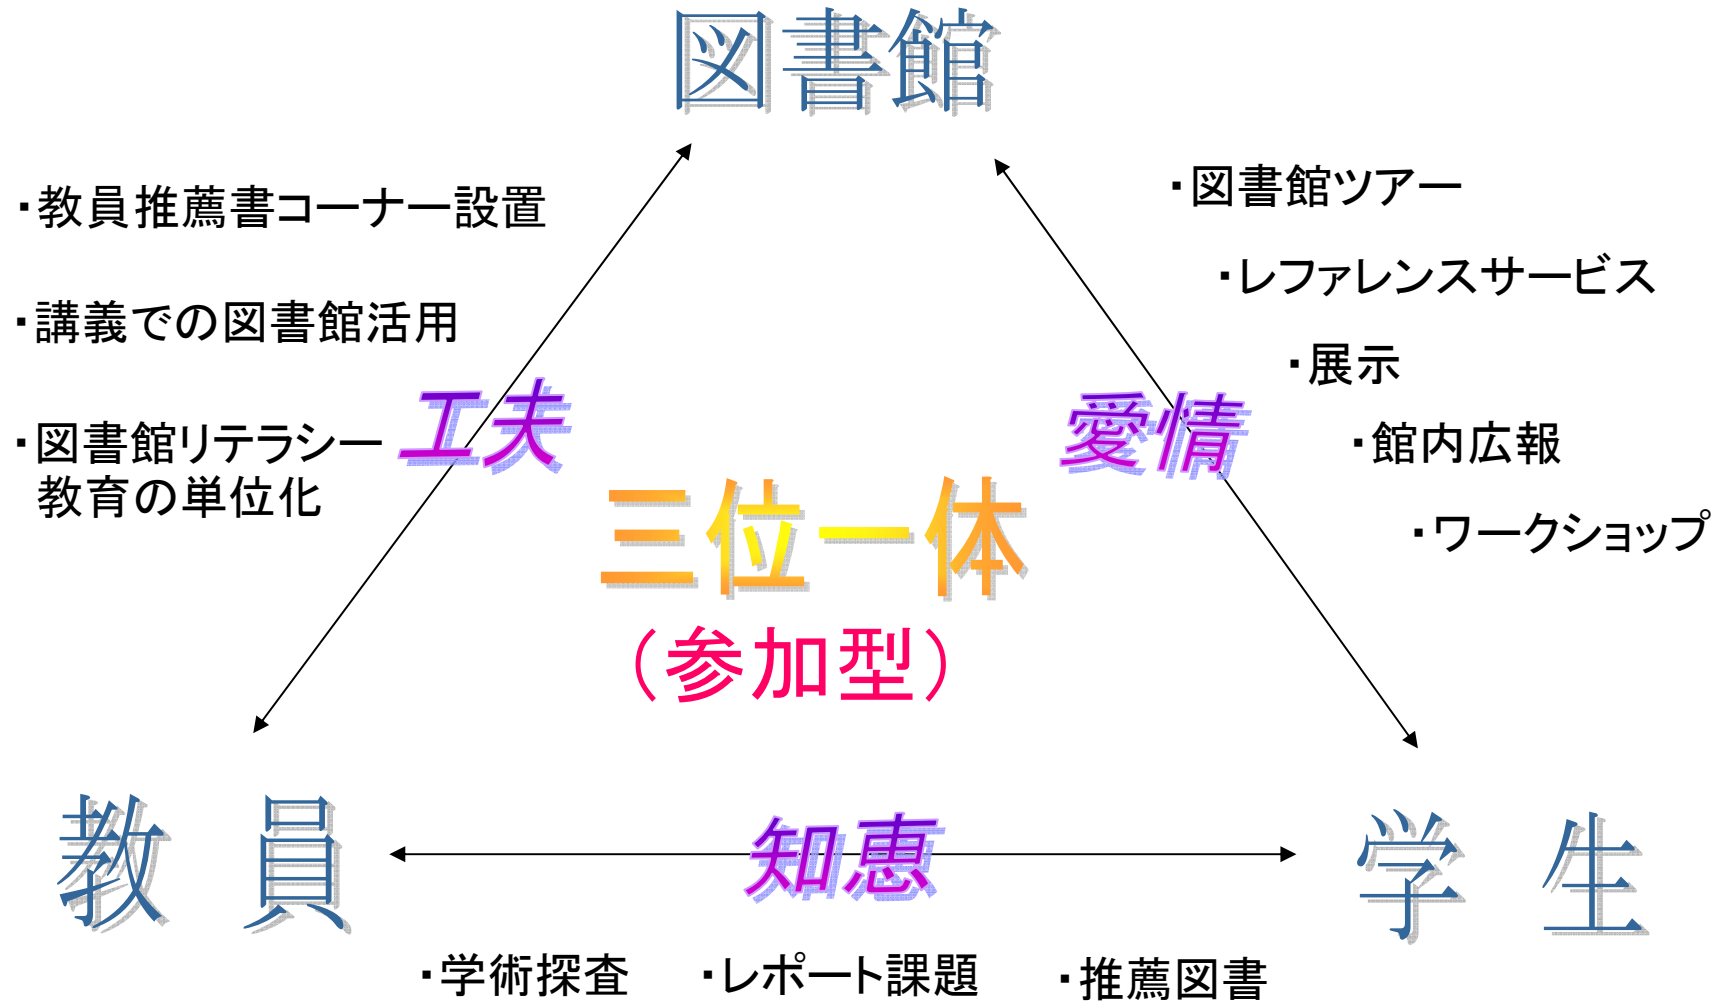 図書館
・教員推薦書コーナー設置
・講義での図書館活用
・図書館リテラシー
教育の単位化
工夫
・図書館ツアー
・レファレンスサービス
・展示
・館内広報
・ワークショップ
愛情
三位一体
(参加型)
教 員
知恵
学 生
・学術探査
・レポート課題
・推薦図書